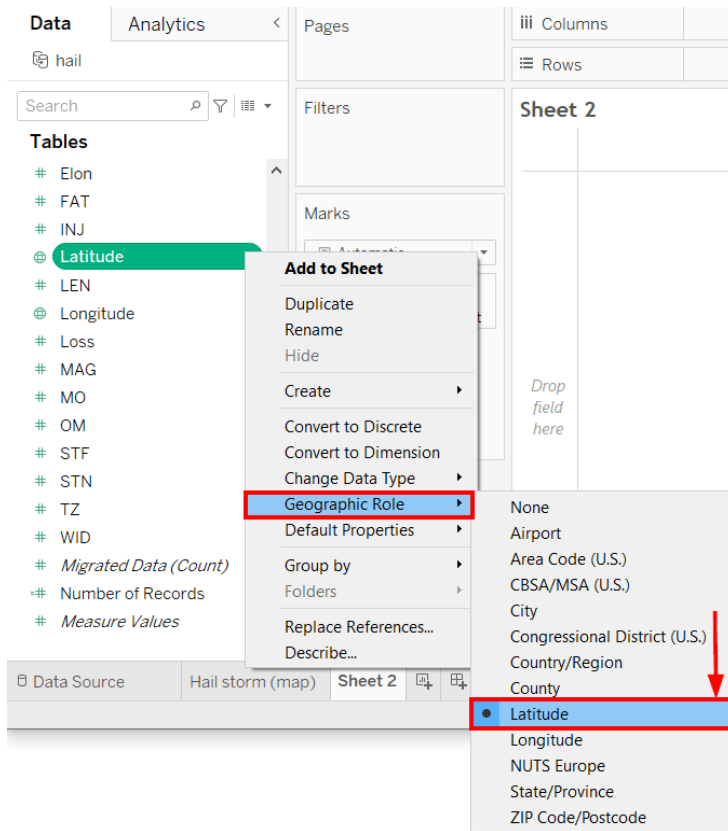 Data
Analytics
hail
Search
Tables
# Elon
# FAT
# INJ
Latitude
# LEN
Longitude
# Loss
# MAG
# MO
# OM
# STF
# STN
# TZ
# WID
# Migrated Data (Count)
=# Number of Records
# Measure Values
Pages
Filters
Marks
Automatic
Columns
Rows
Sheet 2
Drop
field
here
Add to Sheet
Duplicate
Rename
Hide
Create
Convert to Discrete
Convert to Dimension
Change Data Type
Geographic Role
Default Properties
Group by
Folders
Replace References...
Describe...
None
Airport
Area Code (U.S.)
CBSA/MSA (U.S.)
City
Congressional District (U.S.)
Country/Region
County
Latitude
Longitude
NUTS Europe
State/Province
ZIP Code/Postcode
Data Source
Hail storm (map)
Sheet 2